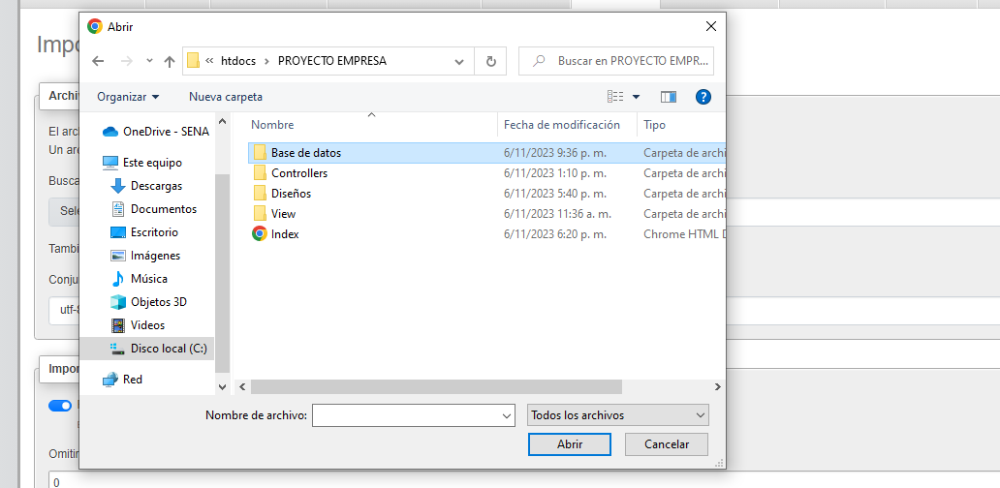 Abrir
Impo
htdocs > PROYECTO EMPRESA
Buscar en PROYECTO EMPR...
Organizar
Nueva carpeta
Archi
El arc
Un arc
Busca
Sele
Tambi
Conju
utf-8
Impor
Omitir
0
OneDrive - SENA
Este equipo
Descargas
Documentos
Escritorio
Imágenes
Música
Objetos 3D
Videos
Disco local (C:)
Red
Nombre Fecha de modificación Tipo
Base de datos 6/11/2023 9:36 p. m. Carpeta de archi
Controllers 6/11/2023 1:10 p. m. Carpeta de archi
Diseños 6/11/2023 5:40 p. m. Carpeta de archi
View 6/11/2023 11:36 a. m. Carpeta de archi
Index 6/11/2023 6:20 p. m. Chrome HTML D
Nombre de archivo:
Todos los archivos
Abrir
Cancelar